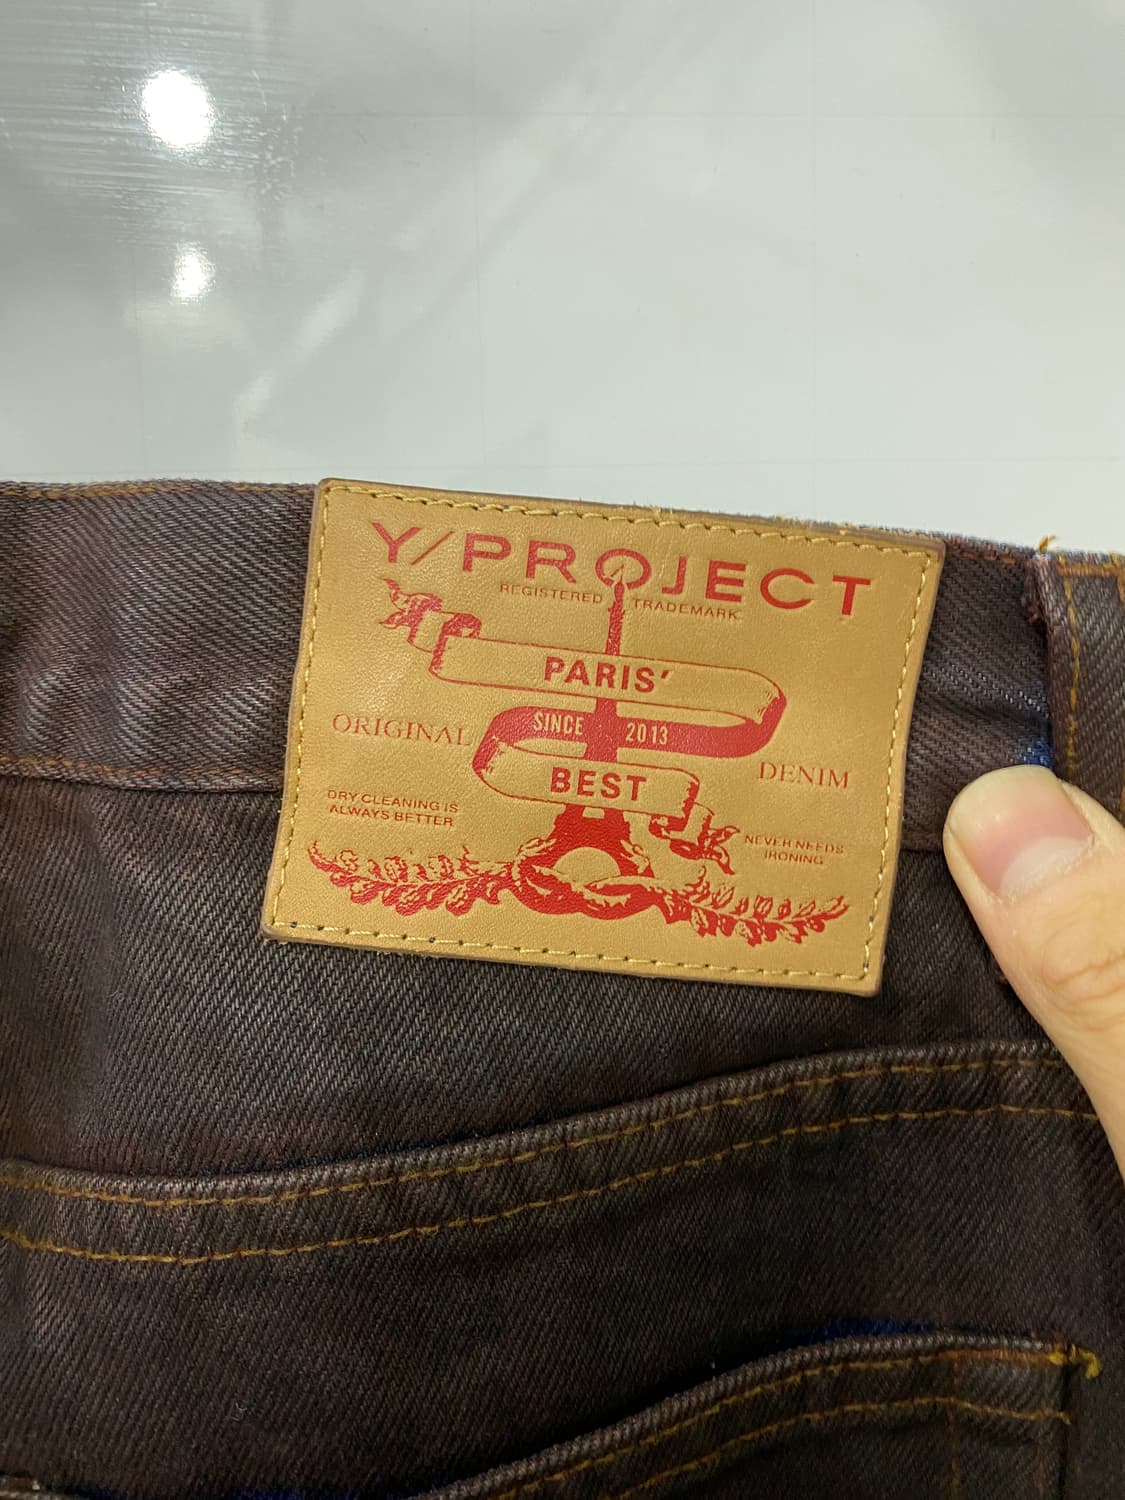 Y/PROJECT
REGISTERED TRADEMARK
PARIS'
ORIGINAL
SINCE 2013
DENIM
BEST
DRY CLEANING IS
ALWAYS BETTER
NEVER NEEDS
IRONING